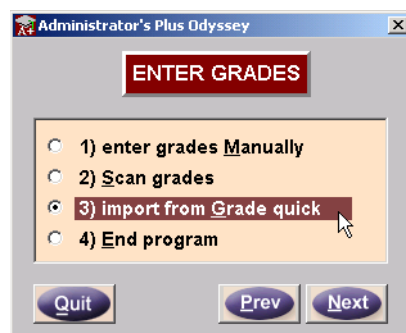 Administrator's Plus Odyssey
ENTER GRADES
1) enter grades Manually
2) Scan grades
3) import from Grade quick
4) End program
Quit Prev Next